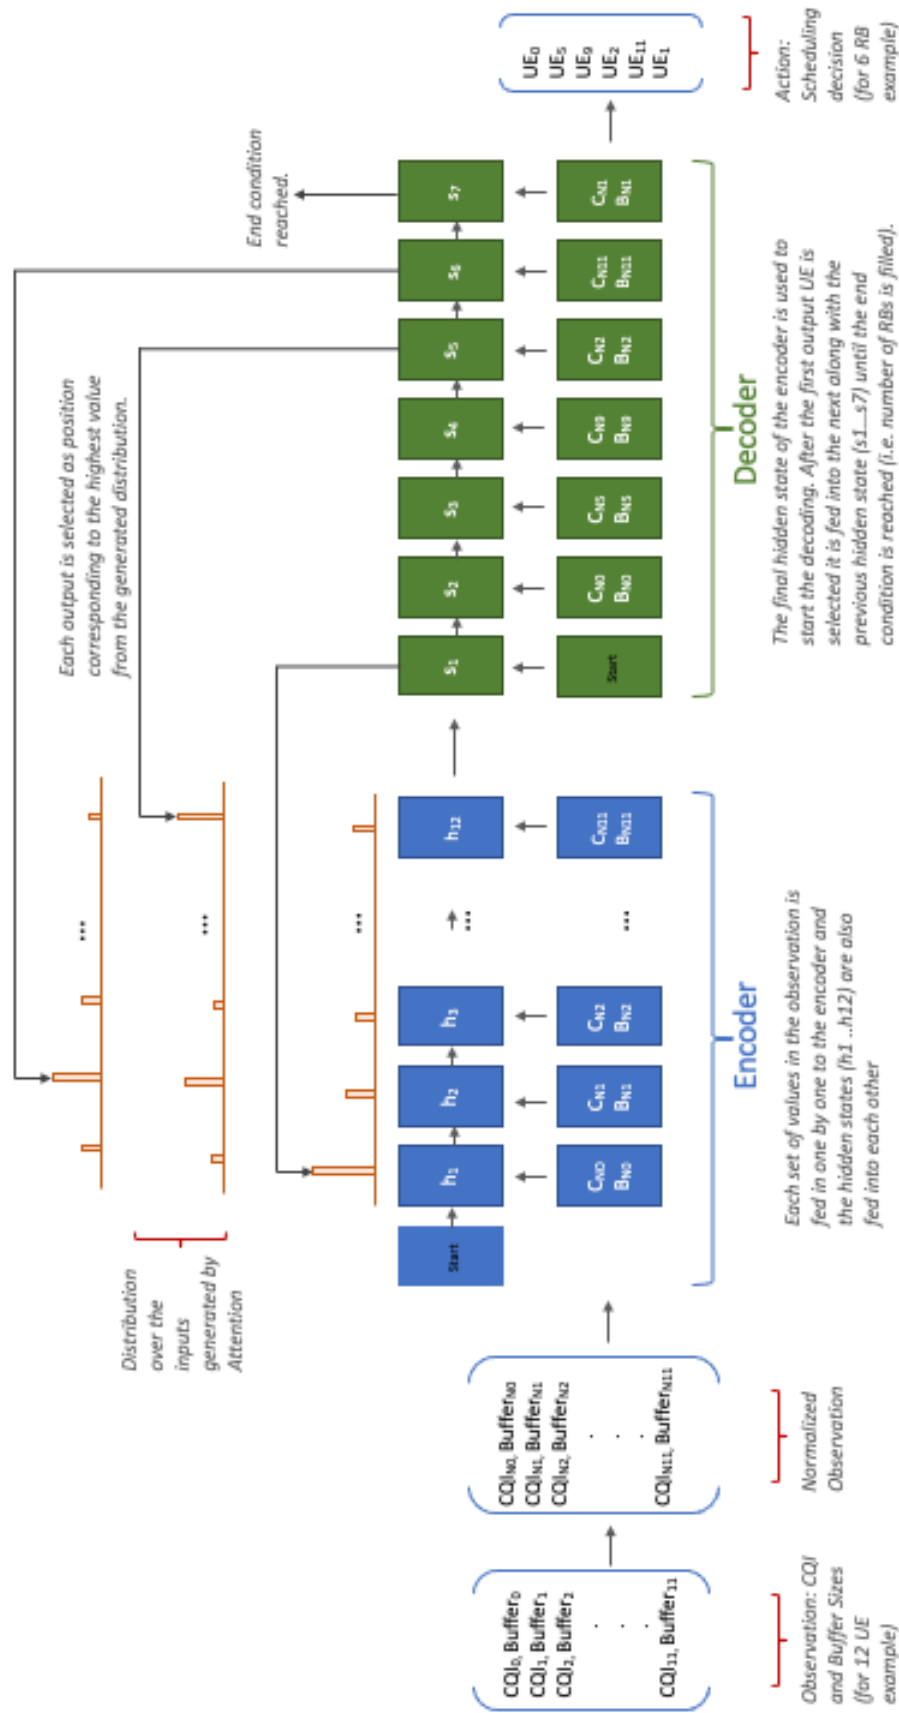 Observation: CQI
and Buffer Sizes
(for 12 UE
example)
CQI0, Buffer0
CQI1, Buffer1
CQI2, Buffer2
.
.
.
CQI11, Buffer11
Normalized
Observation
CQIN0, BufferN0
CQIN1, BufferN1
CQIN2, BufferN2
.
.
.
CQIN11, BufferN11
Distribution
over the
inputs
generated by
Attention
...
...
...
Each output is selected as position
corresponding to the highest value
from the generated distribution.
End condition
reached.
Start
h1
h2
h3
...
h12
CN0
BN0
CN1
BN1
CN2
BN2
...
CN11
BN11
Encoder
Each set of values in the observation is
fed in one by one to the encoder and
the hidden states (h1 ..h12) are also
fed into each other
s1
s2
s3
s4
s5
s6
s7
Start
CN0
BN0
CN5
BN5
CN9
BN9
CN2
BN2
CN11
BN11
CN1
BN1
Decoder
The final hidden state of the encoder is used to
start the decoding. After the first output UE is
selected it is fed into the next along with the
previous hidden state (s1...s7) until the end
condition is reached (i.e. number of RBs is filled).
UE0
UE5
UE9
UE2
UE11
UE1
Action:
Scheduling
decision
(for 6 RB
example)